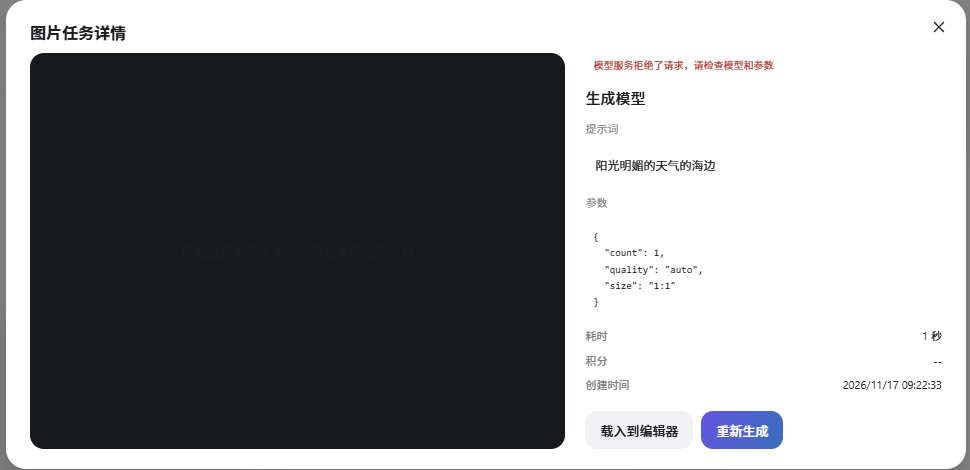 图片任务详情
模型服务拒绝了请求，请检查模型和参数
生成模型
提示词
阳光明媚的天气的海边
参数
{
"count": 1,
"quality": "auto",
"size": "1:1"
}
耗时 1 秒
积分 --
创建时间 2026/11/17 09:22:33
载入到编辑器 重新生成